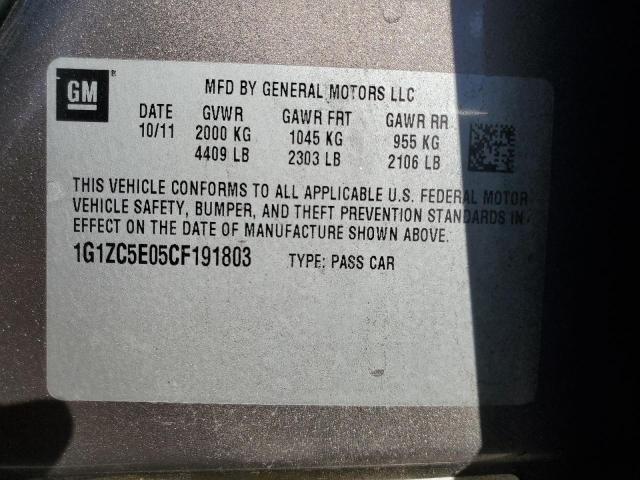 GM®
MFD BY GENERAL MOTORS LLC
DATE GVWR GAWR FRT GAWR RR
10/11 2000 KG 1045 KG 955 KG
4409 LB 2303 LB 2106 LB
THIS VEHICLE CONFORMS TO ALL APPLICABLE U.S. FEDERAL MOTOR
VEHICLE SAFETY, BUMPER, AND THEFT PREVENTION STANDARDS IN
EFFECT ON THE DATE OF MANUFACTURE SHOWN ABOVE.
1G1ZC5E05CF191803 TYPE: PASS CAR